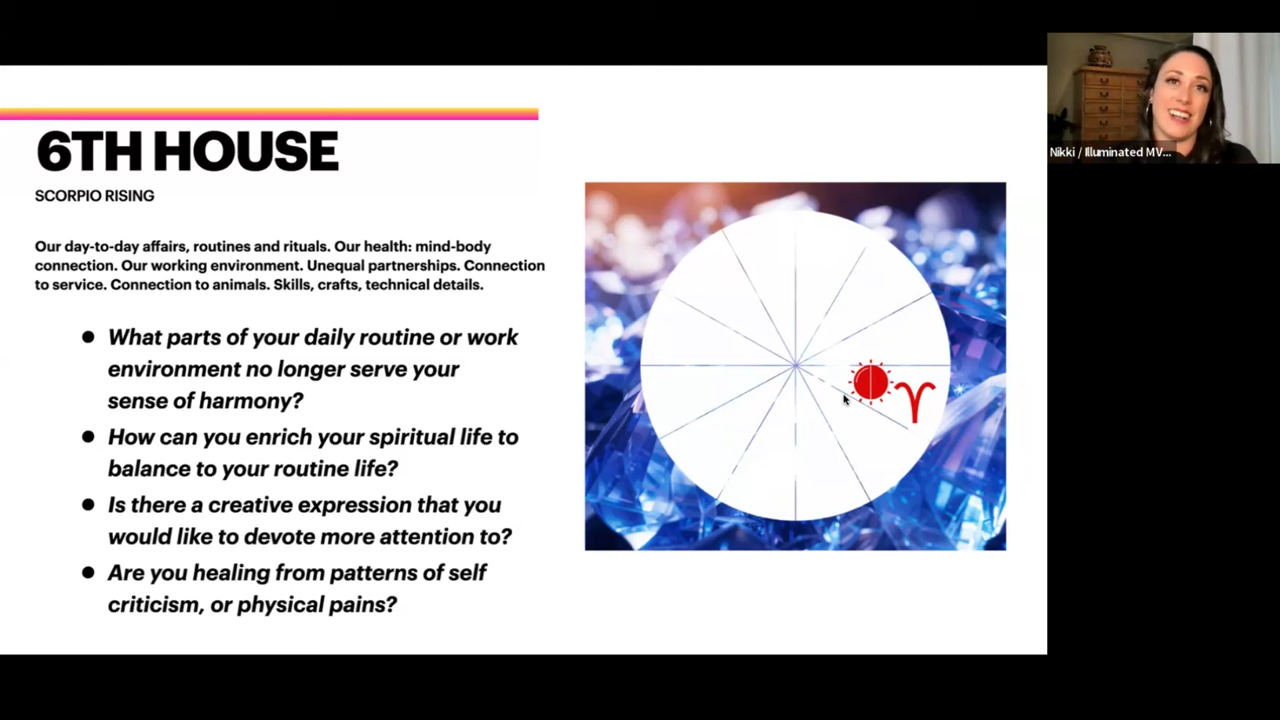 6TH HOUSE
SCORPIO RISING
Our day-to-day affairs, routines and rituals. Our health: mind-body
connection. Our working environment. Unequal partnerships. Connection
to service. Connection to animals. Skills, crafts, technical details.
● What parts of your daily routine or work
environment no longer serve your
sense of harmony?
● How can you enrich your spiritual life to
balance to your routine life?
● Is there a creative expression that you
would like to devote more attention to?
● Are you healing from patterns of self
criticism, or physical pains?
Nikki / Illuminated MV...